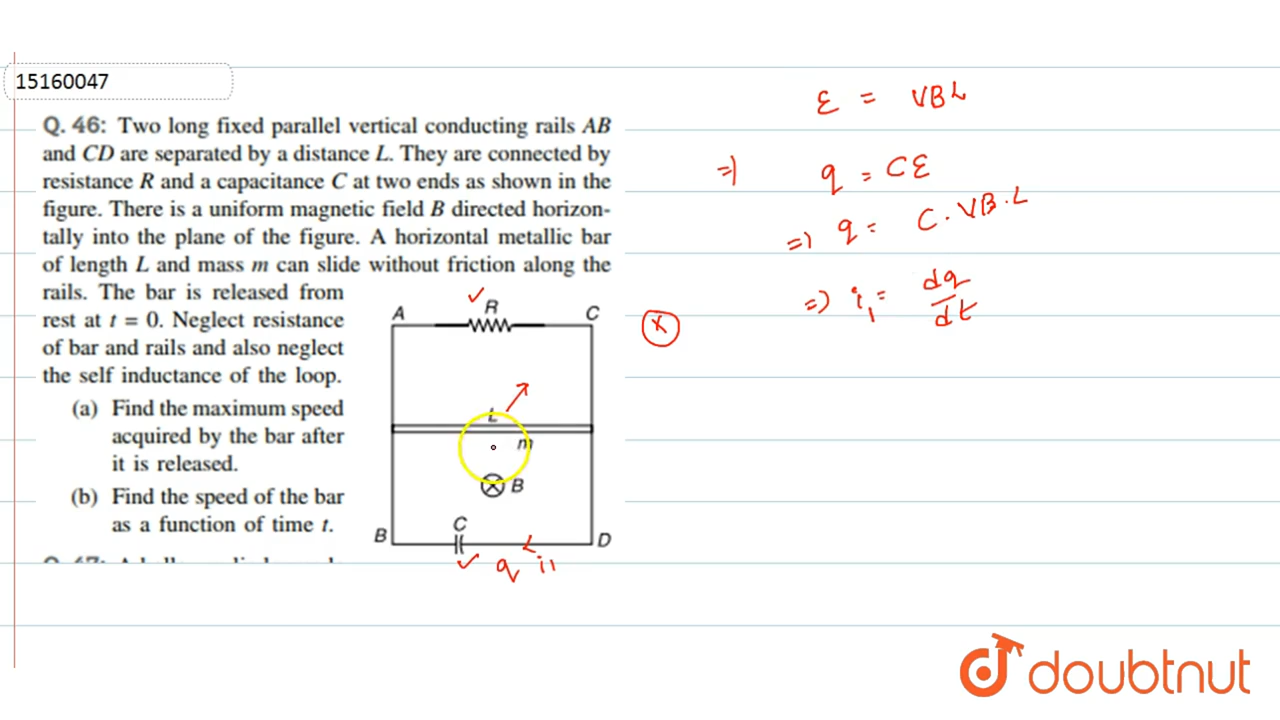 15160047
Q. 46: Two long fixed parallel vertical conducting rails AB
and CD are separated by a distance L. They are connected by
resistance R and a capacitance C at two ends as shown in the
figure. There is a uniform magnetic field B directed horizon-
tally into the plane of the figure. A horizontal metallic bar
of length L and mass m can slide without friction along the
rails. The bar is released from
rest at t = 0. Neglect resistance
of bar and rails and also neglect
the self inductance of the loop.
(a) Find the maximum speed
acquired by the bar after
it is released.
(b) Find the speed of the bar
as a function of time t.
A R C
L
m
B
C
B D
q i1
ε = VBL
=) q = Cε
=) q = C. VB. L
=) i1 = dq/dt
x
doubtnut